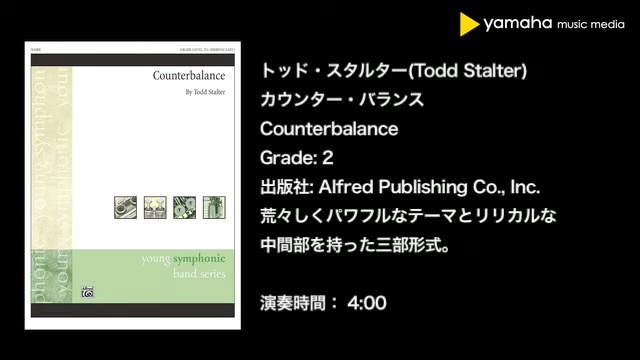 yamaha music media
Counterbalance
By Todd Stalter
young symphonic
band series
young symphonic
トッド・スタルター(Todd Stalter)
カウンター・バランス
Counterbalance
Grade: 2
出版社: Alfred Publishing Co., Inc.
荒々しくパワフルなテーマとリリカルな
中間部を持った三部形式。
演奏時間： 4:00